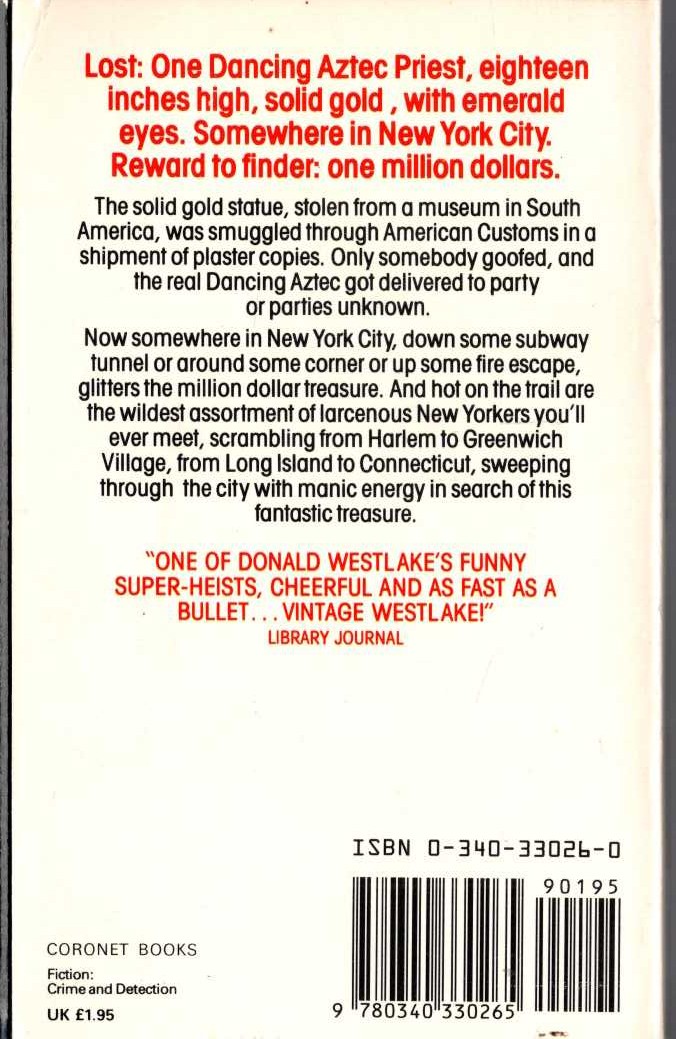 Lost: One Dancing Aztec Priest, eighteen
inches high, solid gold , with emerald
eyes. Somewhere in New York City.
Reward to finder: one million dollars.
The solid gold statue, stolen from a museum in South
America, was smuggled through American Customs in a
shipment of plaster copies. Only somebody goofed, and
the real Dancing Aztec got delivered to party
or parties unknown.
Now somewhere in New York City, down some subway
tunnel or around some corner or up some fire escape,
glitters the million dollar treasure. And hot on the trail are
the wildest assortment of larcenous New Yorkers you'll
ever meet, scrambling from Harlem to Greenwich
Village, from Long Island to Connecticut, sweeping
through the city with manic energy in search of this
fantastic treasure.
"ONE OF DONALD WESTLAKE'S FUNNY
SUPER-HEISTS, CHEERFUL AND AS FAST AS A
BULLET... VINTAGE WESTLAKE!"
LIBRARY JOURNAL
ISBN 0-340-33026-0
90195
CORONET BOOKS
Fiction:
Crime and Detection
UK £1.95
9 780340 330265